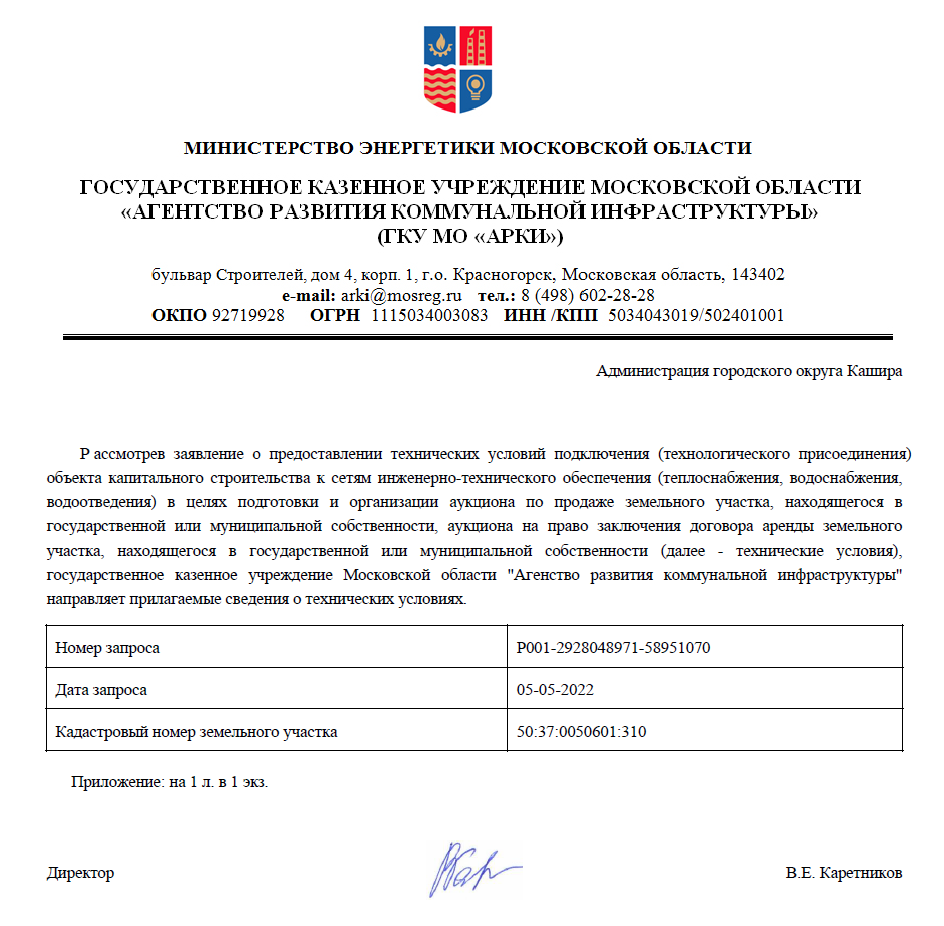 МИНИСТЕРСТВО ЭНЕРГЕТИКИ МОСКОВСКОЙ ОБЛАСТИ
ГОСУДАРСТВЕННОЕ КАЗЕННОЕ УЧРЕЖДЕНИЕ МОСКОВСКОЙ ОБЛАСТИ
«АГЕНТСТВО РАЗВИТИЯ КОММУНАЛЬНОЙ ИНФРАСТРУКТУРЫ»
(ГКУ МО «АРКИ»)
бульвар Строителей, дом 4, корп. 1, г.о. Красногорск, Московская область, 143402
e-mail: arki@mosreg.ru тел.: 8 (498) 602-28-28
ОКПО 92719928 ОГРН 1115034003083 ИНН /КПП 5034043019/502401001
Администрация городского округа Кашира
Р ассмотрев заявление о предоставлении технических условий подключения (технологического присоединения)
объекта капитального строительства к сетям инженерно-технического обеспечения (теплоснабжения, водоснабжения,
водоотведения) в целях подготовки и организации аукциона по продаже земельного участка, находящегося в
государственной или муниципальной собственности, аукциона на право заключения договора аренды земельного
участка, находящегося в государственной или муниципальной собственности (далее - технические условия),
государственное казенное учреждение Московской области "Агенство развития коммунальной инфраструктуры"
направляет прилагаемые сведения о технических условиях.
Номер запроса P001-2928048971-58951070
Дата запроса 05-05-2022
Кадастровый номер земельного участка 50:37:0050601:310
Приложение: на 1 л. в 1 экз.
Директор В.Е. Каретников